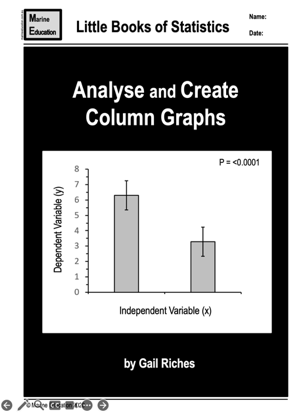 Marine
Education
Little Books of Statistics
Name:
Date:
Analyse and Create
Column Graphs
P = <0.0001
Dependent Variable (y)
8
7
6
5
4
3
2
1
0
Independent Variable (x)
by Gail Riches